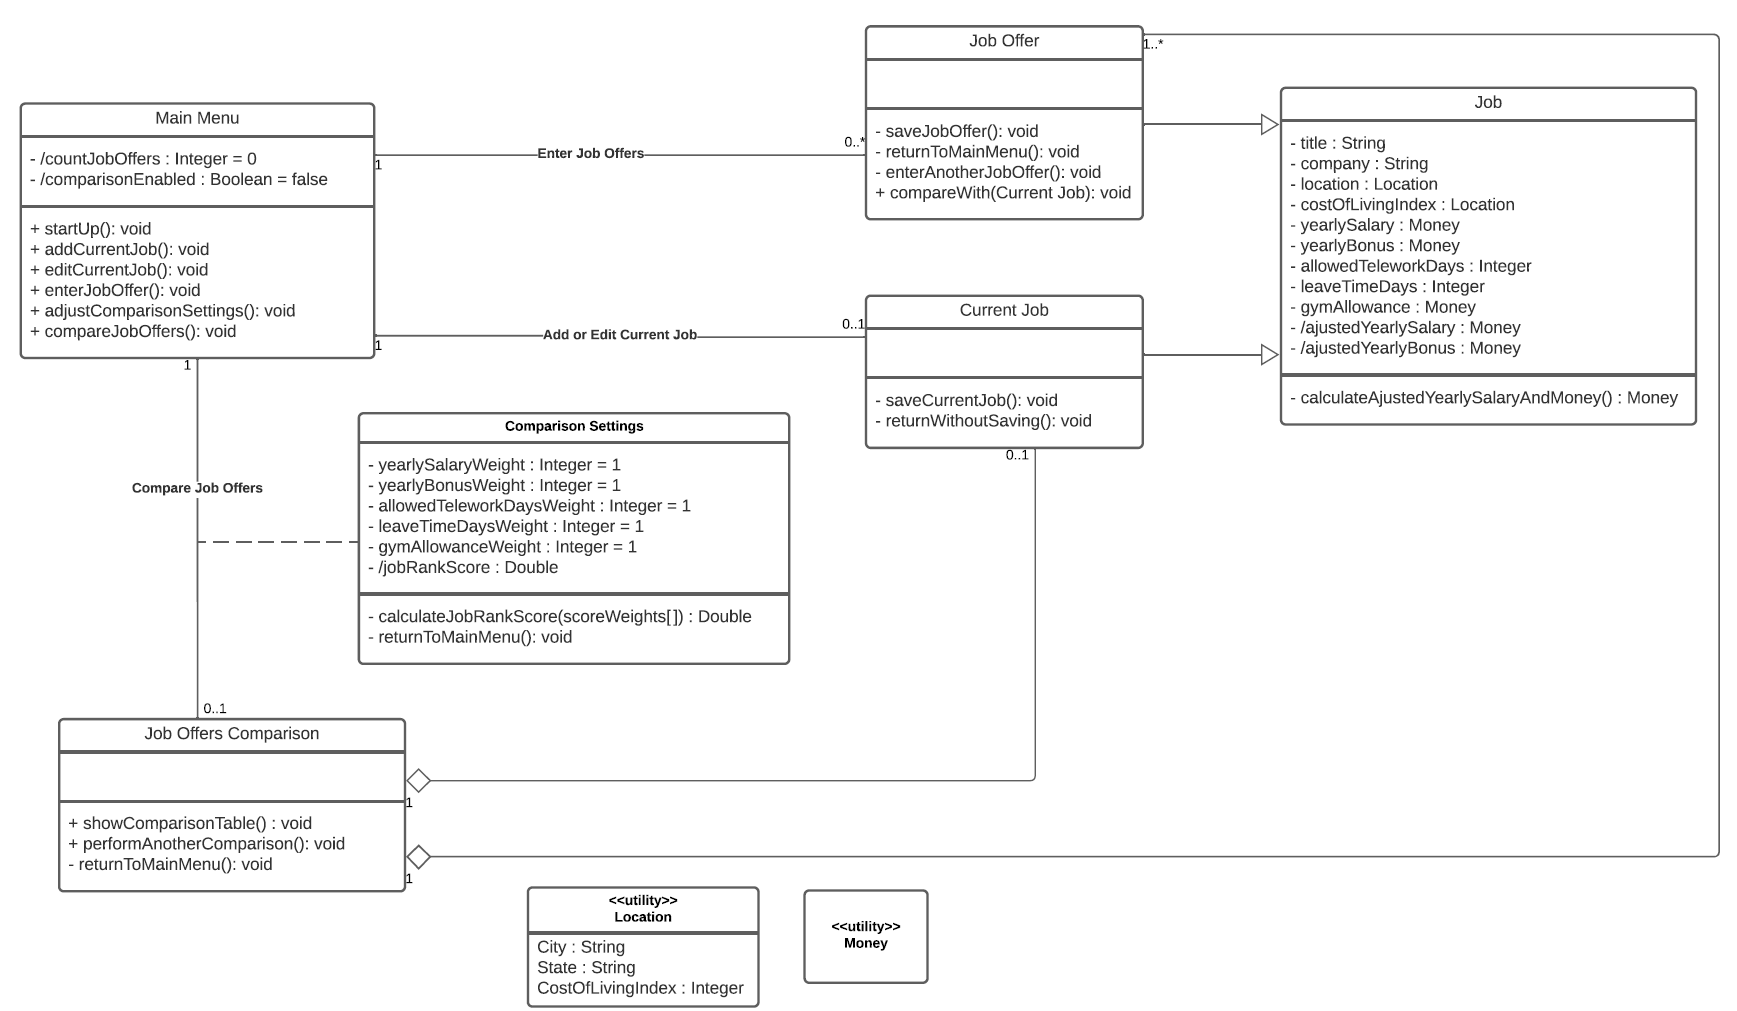 Job Offer
1..*
- saveJobOffer(): void
- returnToMainMenu(): void
- enterAnotherJobOffer(): void
+ compareWith(Current Job): void
Job
- title : String
- company : String
- location : Location
- costOfLivingIndex : Location
- yearlySalary : Money
- yearlyBonus : Money
- allowedTeleworkDays : Integer
- leaveTimeDays : Integer
- gymAllowance : Money
- /ajustedYearlySalary : Money
- /ajustedYearlyBonus : Money
- calculateAjustedYearlySalaryAndMoney() : Money
Main Menu
- /countJobOffers : Integer = 0
- /comparisonEnabled : Boolean = false
+ startUp(): void
+ addCurrentJob(): void
+ editCurrentJob(): void
+ enterJobOffer(): void
+ adjustComparisonSettings(): void
+ compareJobOffers(): void
1
Enter Job Offers
0..*
1
Add or Edit Current Job
0..1
Current Job
- saveCurrentJob(): void
- returnWithoutSaving(): void
0..1
1
Compare Job Offers
0..1
Comparison Settings
- yearlySalaryWeight : Integer = 1
- yearlyBonusWeight : Integer = 1
- allowedTeleworkDaysWeight : Integer = 1
- leaveTimeDaysWeight : Integer = 1
- gymAllowanceWeight : Integer = 1
- /jobRankScore : Double
- calculateJobRankScore(scoreWeights[]) : Double
- returnToMainMenu(): void
Job Offers Comparison
+ showComparisonTable() : void
+ performAnotherComparison(): void
- returnToMainMenu(): void
1
1
<<utility>>
Location
City : String
State : String
CostOfLivingIndex : Integer
<<utility>>
Money